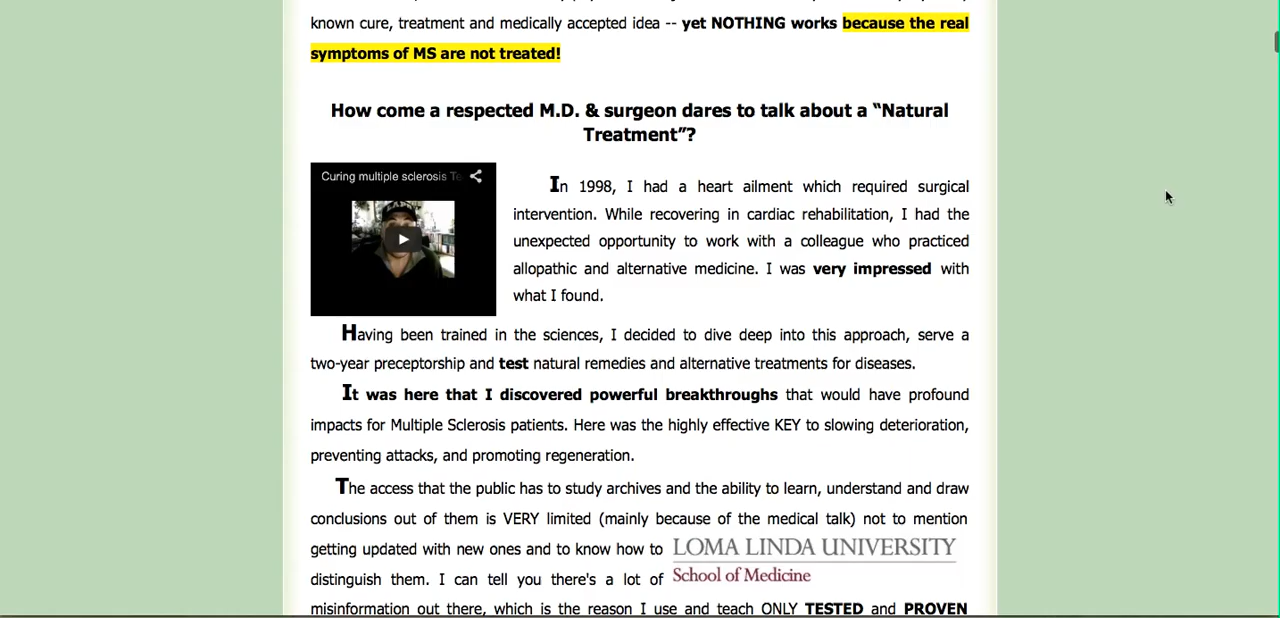 known cure, treatment and medically accepted idea -- yet NOTHING works because the real
symptoms of MS are not treated!
How come a respected M.D. & surgeon dares to talk about a “Natural
Treatment”?
Curing multiple sclerosis Te
In 1998, I had a heart ailment which required surgical
intervention. While recovering in cardiac rehabilitation, I had the
unexpected opportunity to work with a colleague who practiced
allopathic and alternative medicine. I was very impressed with
what I found.
Having been trained in the sciences, I decided to dive deep into this approach, serve a
two-year preceptorship and test natural remedies and alternative treatments for diseases.
It was here that I discovered powerful breakthroughs that would have profound
impacts for Multiple Sclerosis patients. Here was the highly effective KEY to slowing deterioration,
preventing attacks, and promoting regeneration.
The access that the public has to study archives and the ability to learn, understand and draw
conclusions out of them is VERY limited (mainly because of the medical talk) not to mention
getting updated with new ones and to know how to
distinguish them. I can tell you there's a lot of
LOMA LINDA UNIVERSITY
School of Medicine
misinformation out there, which is the reason I use and teach ONLY TESTED and PROVEN